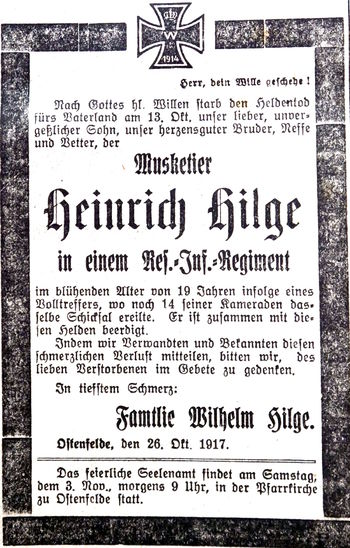 W
1914
Herr, dein Wille geschehe!
Nach Gottes hl. Willen starb den Heldentod
fürs Vaterland am 13. Okt. unser lieber, unver-
geßlicher Sohn, unser herzensguter Bruder, Neffe
und Vetter, der
Musketier
Heinrich Hilge
in einem Res.-Inf.-Regiment
im blühenden Alter von 19 Jahren infolge eines
Volltreffers, wo noch 14 seiner Kameraden das-
selbe Schicksal ereilte. Er ist zusammen mit die-
sen Helden beerdigt.
Indem wir Verwandten und Bekannten diesen
schmerzlichen Verlust mitteilen, bitten wir, des
lieben Verstorbenen im Gebete zu gedenken.
In tiefstem Schmerz:
Familie Wilhelm Hilge.
Ostenfelde, den 26. Okt. 1917.
Das feierliche Seelenamt findet am Samstag,
dem 3. Nov., morgens 9 Uhr, in der Pfarrkirche
zu Ostenfelde statt.